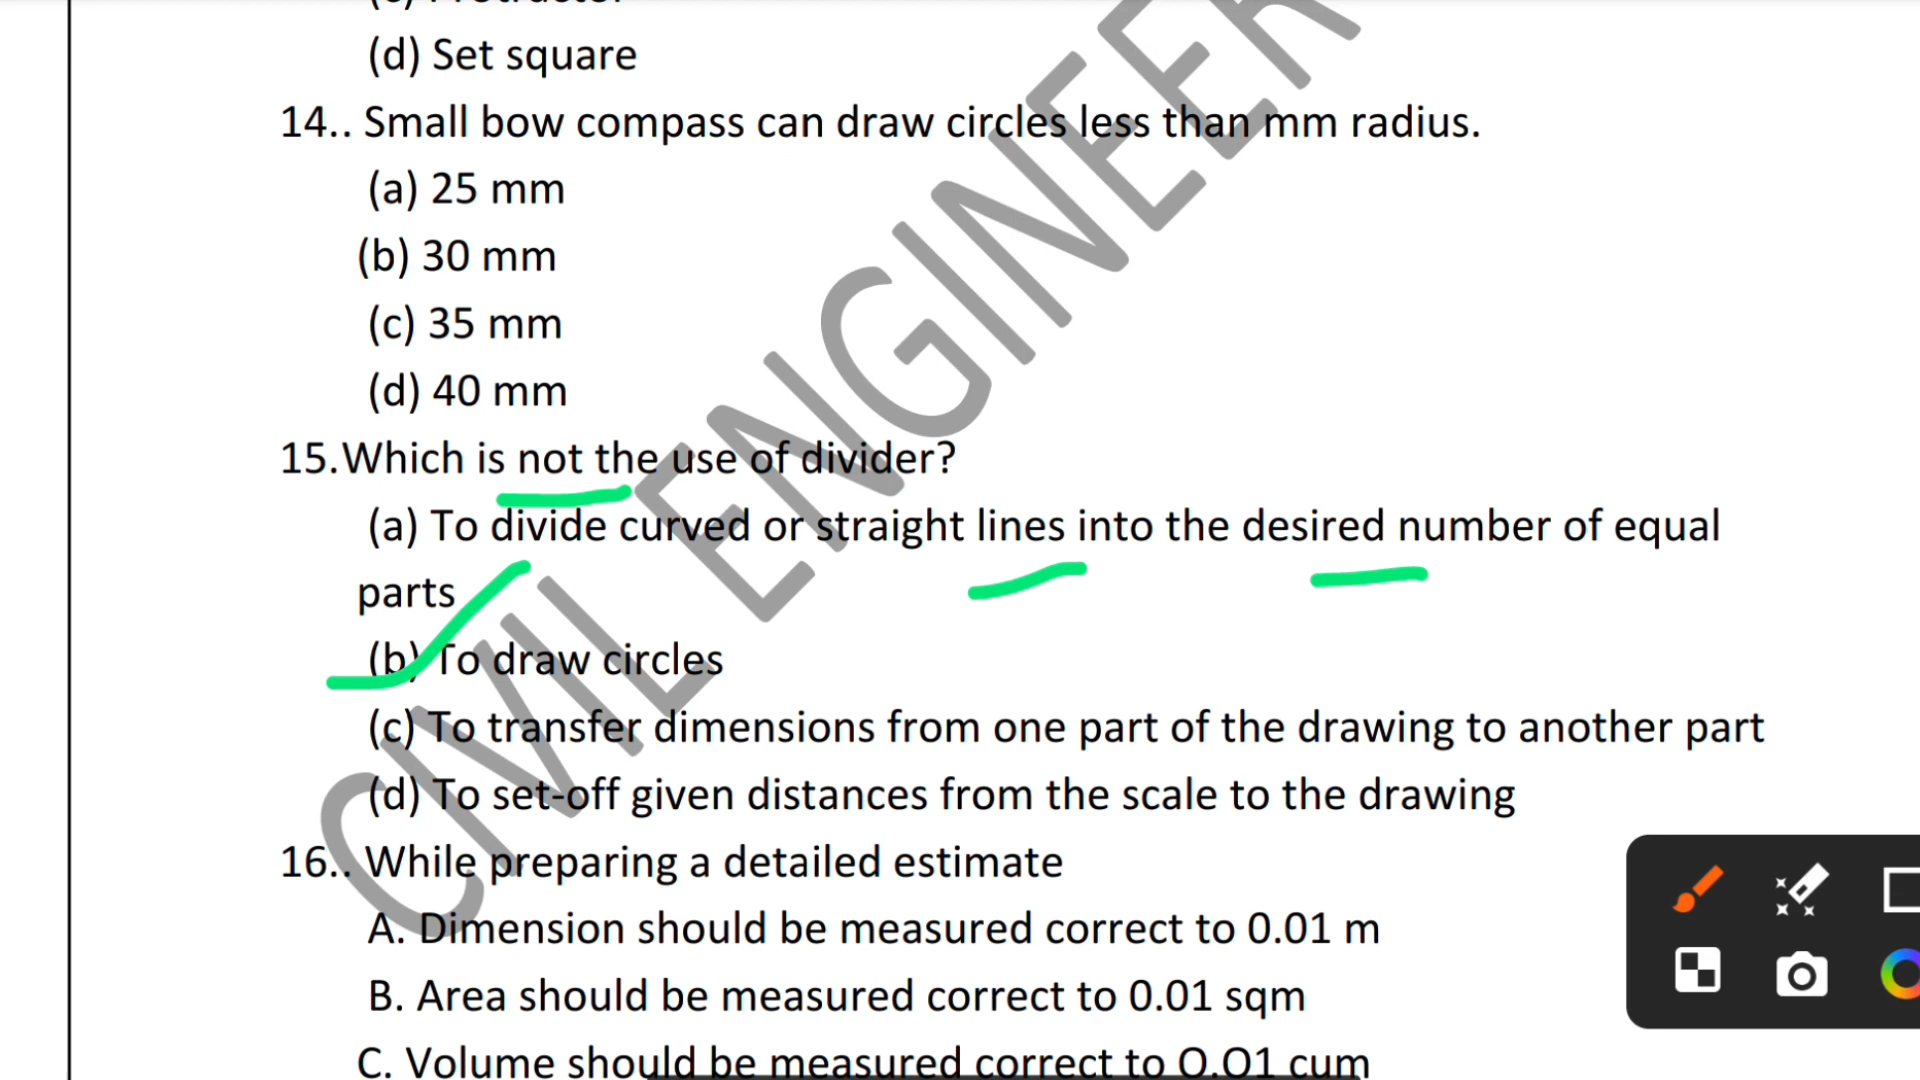 (d) Set square
14.. Small bow compass can draw circles less than mm radius.
(a) 25 mm
(b) 30 mm
(c) 35 mm
(d) 40 mm
15.Which is not the use of divider?
(a) To divide curved or straight lines into the desired number of equal
parts
(b) To draw circles
(c) To transfer dimensions from one part of the drawing to another part
(d) To set-off given distances from the scale to the drawing
16.. While preparing a detailed estimate
A. Dimension should be measured correct to 0.01 m
B. Area should be measured correct to 0.01 sqm
C. Volume should be measured correct to O.O1 cum
CIVIL ENGINEER